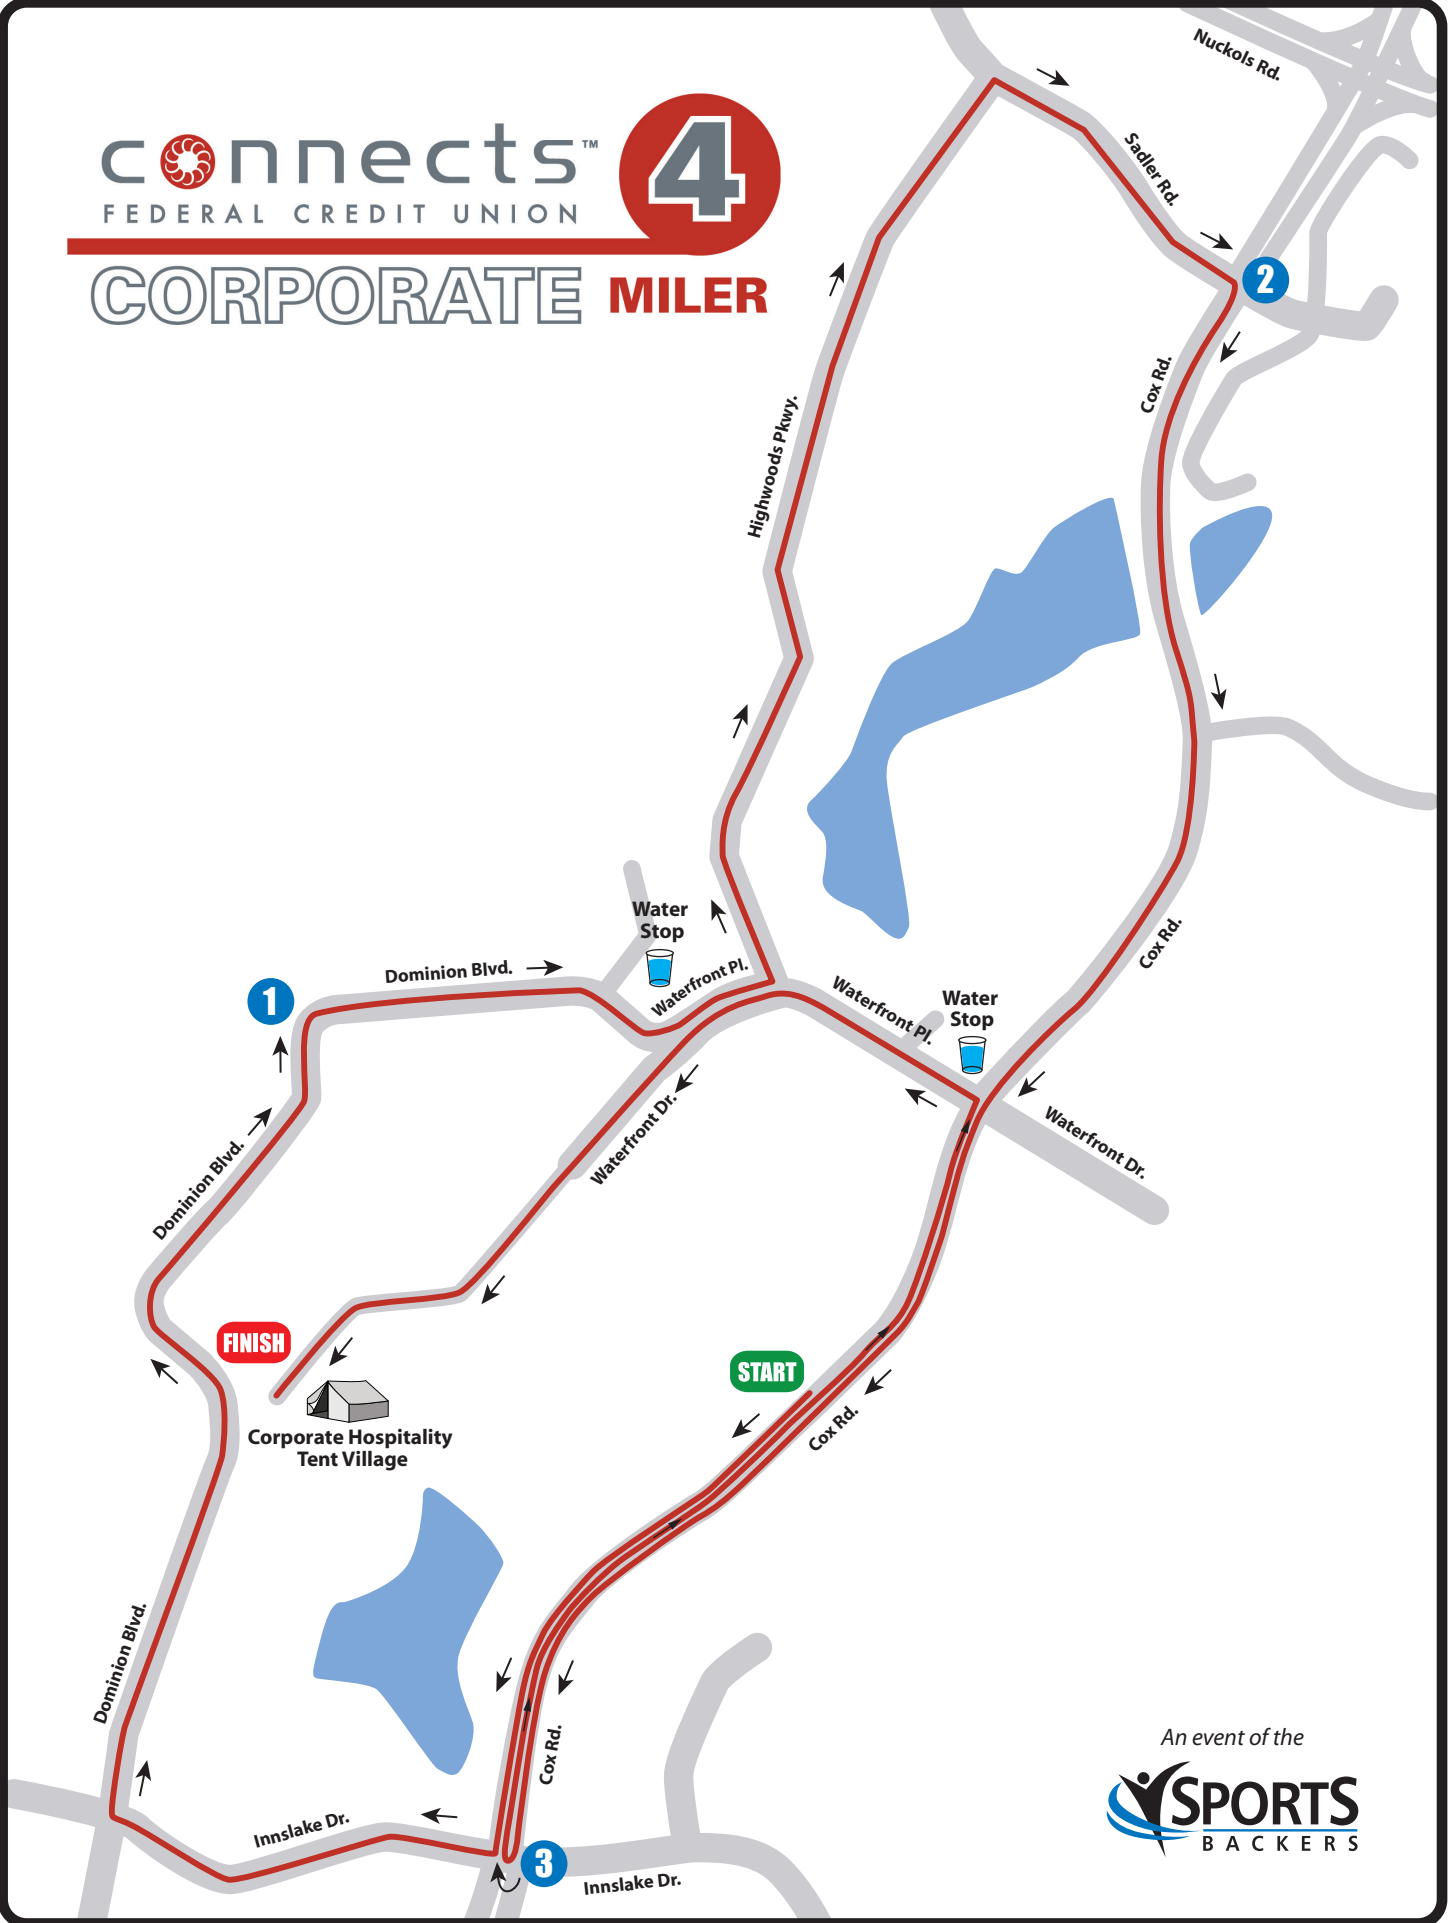 connects™
FEDERAL CREDIT UNION
4
CORPORATE MILER
Nuckols Rd.
Sadler Rd.
2
Cox Rd.
Highwoods Pkwy.
Water
Stop
Dominion Blvd.
Waterfront Pl.
1
Waterfront Pl.
Water
Stop
Cox Rd.
Waterfront Dr.
Waterfront Dr.
Dominion Blvd.
FINISH
START
Corporate Hospitality
Tent Village
Cox Rd.
Dominion Blvd.
Cox Rd.
Innslake Dr.
3
Innslake Dr.
An event of the
SPORTS
BACKERS